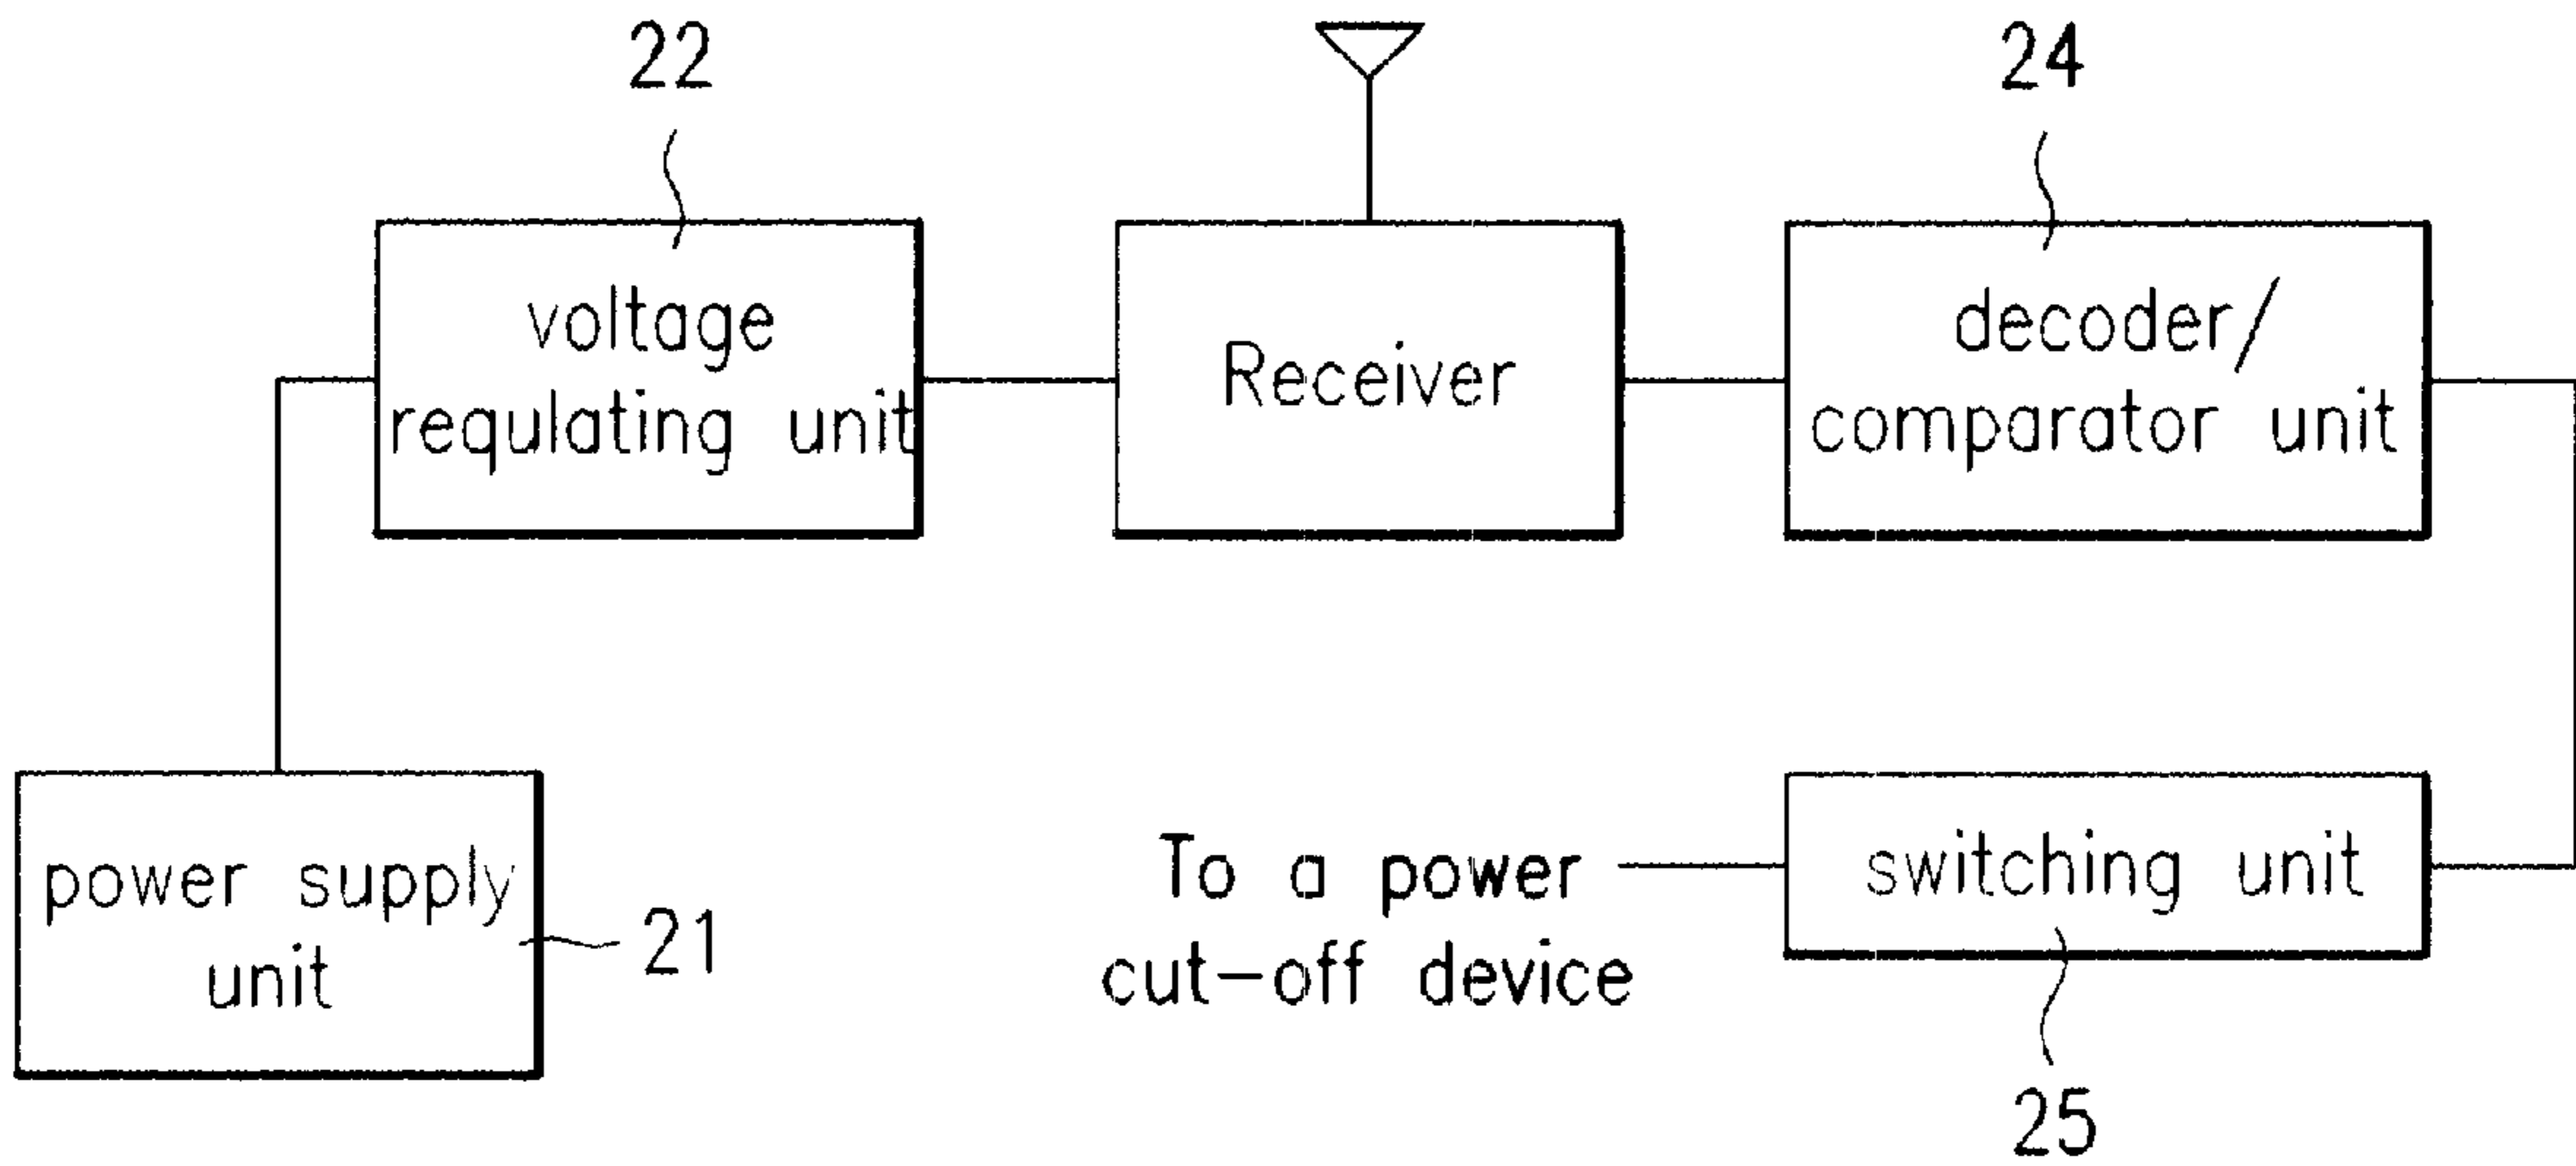 22
24
voltage
requlating unit
Receiver
decoder/
comparator unit
power supply
unit
21
To a power
cut-off device
switching unit
25